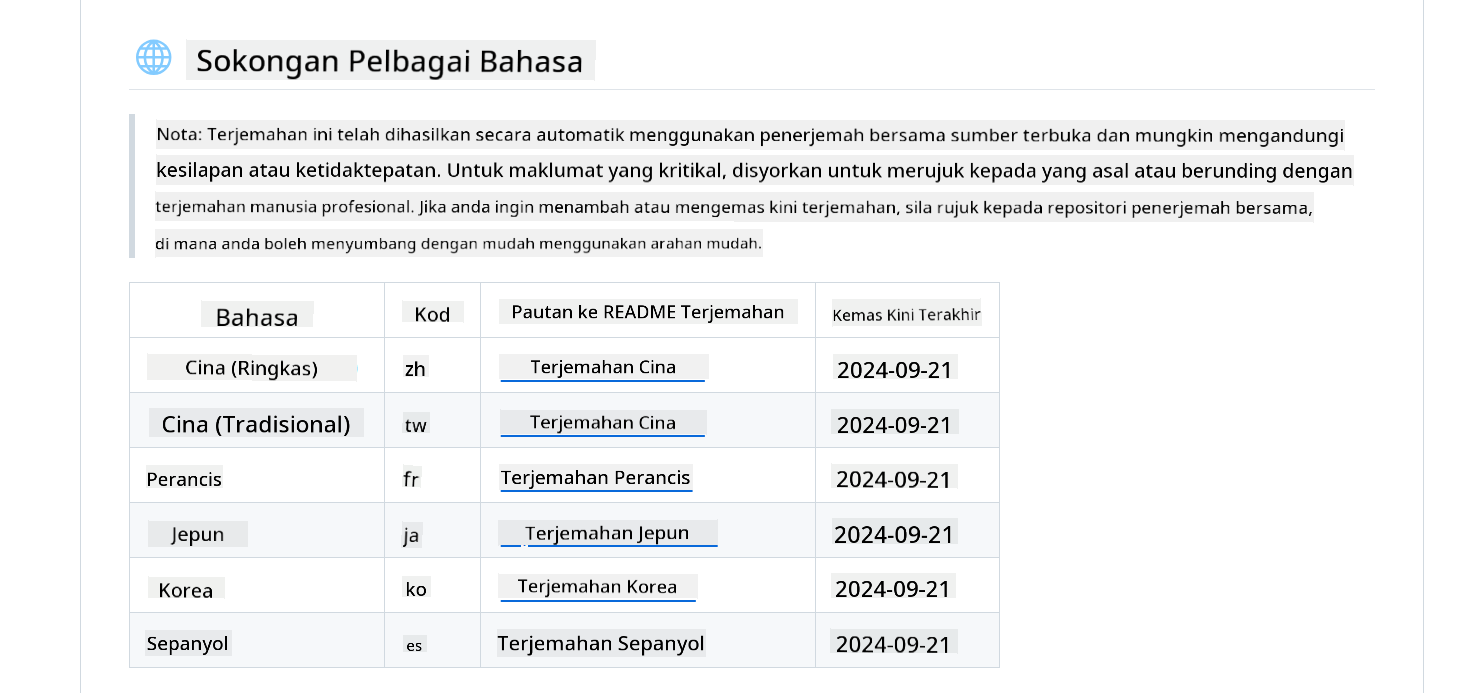 Sokongan Pelbagai Bahasa
Nota: Terjemahan ini telah dihasilkan secara automatik menggunakan penerjemah bersama sumber terbuka dan mungkin mengandungi
kesilapan atau ketidaktepatan. Untuk maklumat yang kritikal, disyorkan untuk merujuk kepada yang asal atau berunding dengan
terjemahan manusia profesional. Jika anda ingin menambah atau mengemas kini terjemahan, sila rujuk kepada repositori penerjemah bersama,
di mana anda boleh menyumbang dengan mudah menggunakan arahan mudah.
Bahasa Kod Pautan ke README Terjemahan Kemas Kini Terakhir
Cina (Ringkas) zh Terjemahan Cina 2024-09-21
Cina (Tradisional) tw Terjemahan Cina 2024-09-21
Perancis fr Terjemahan Perancis 2024-09-21
Jepun ja Terjemahan Jepun 2024-09-21
Korea ko Terjemahan Korea 2024-09-21
Sepanyol es Terjemahan Sepanyol 2024-09-21